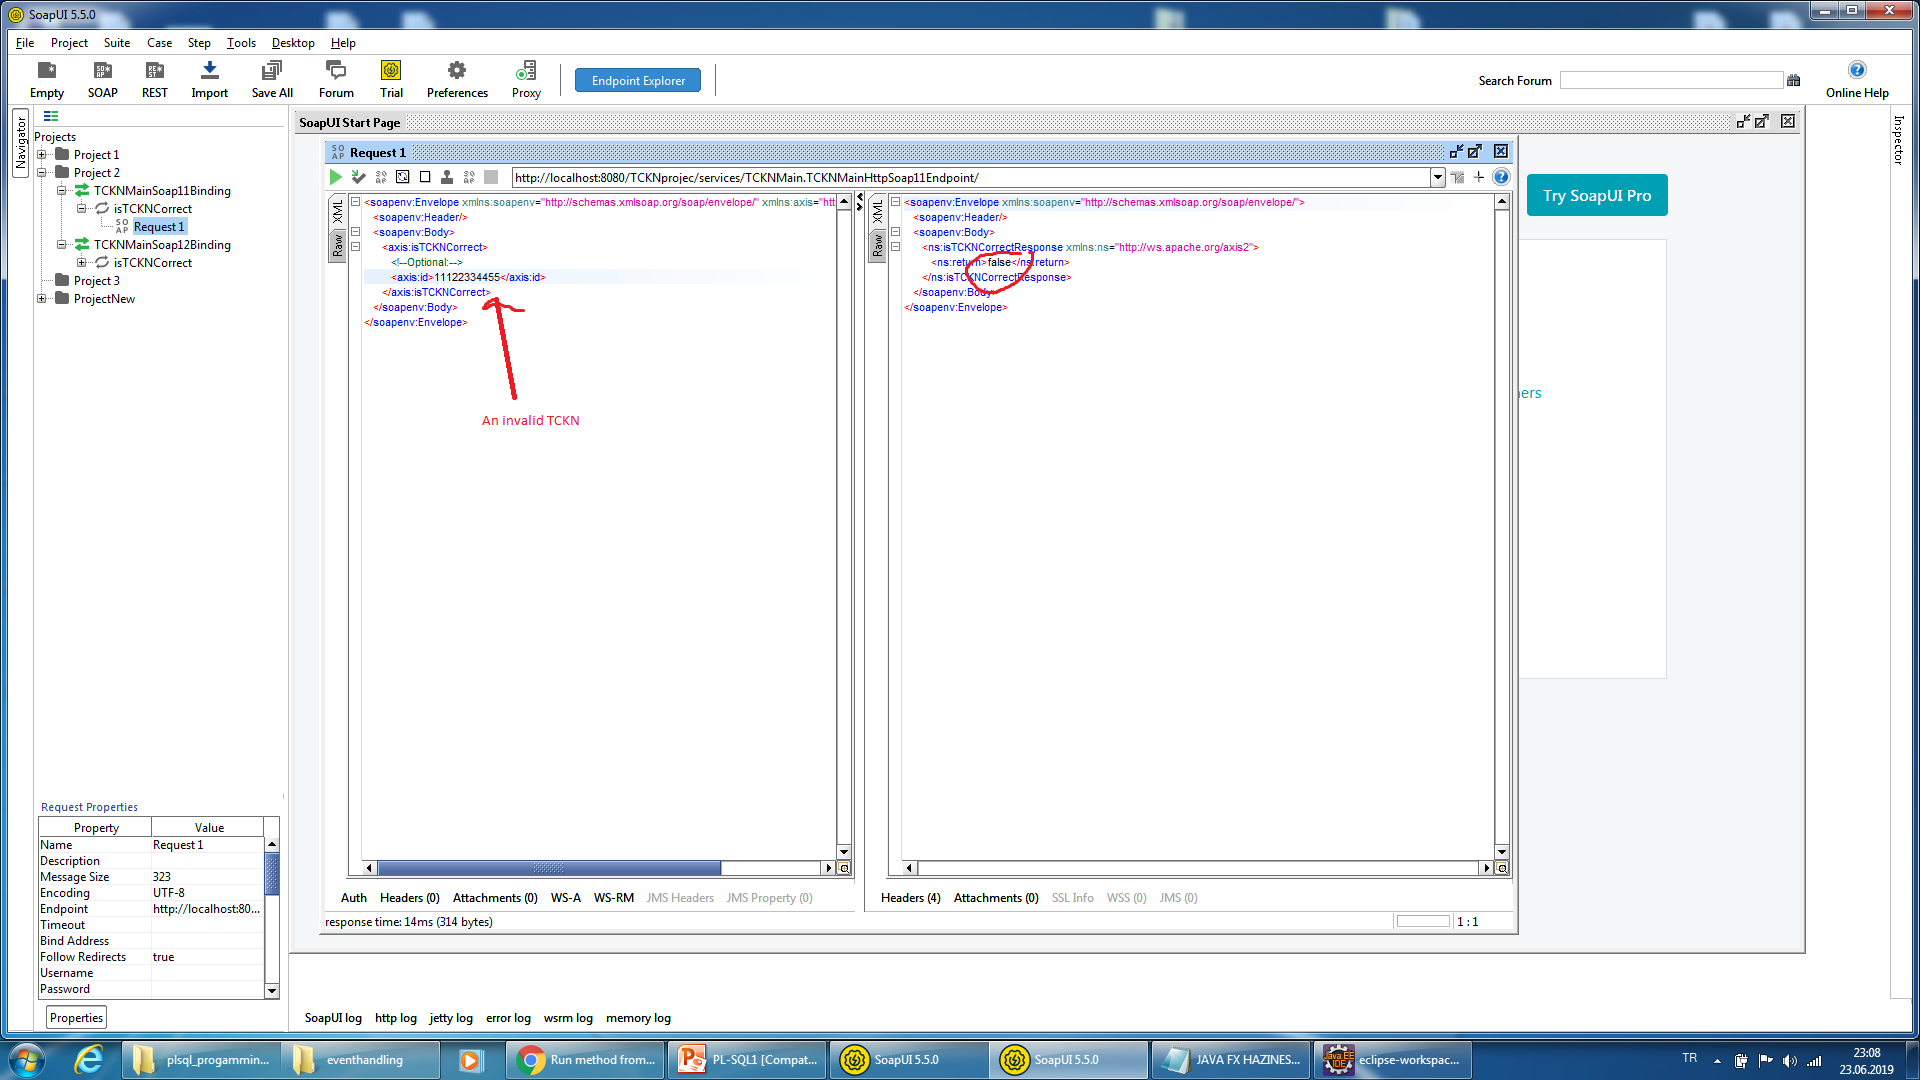 SoapUI 5.5.0
File Project Suite Case Step Tools Desktop Help
Empty SOAP REST Import Save All Forum Trial Preferences Proxy Endpoint Explorer Search Forum Online Help
Navigator
Inspector
Projects
Project 1
Project 2
TCKNMainSoap11Binding
isTCKNCorrect
Request 1
TCKNMainSoap12Binding
isTCKNCorrect
Project 3
ProjectNew
SoapUI Start Page
Request 1
http://localhost:8080/TCKNprojec/services/TCKNMain.TCKNMainHttpSoap11Endpoint/
Try SoapUI Pro
XML
Raw
<soapenv:Envelope xmlns:soapenv="http://schemas.xmlsoap.org/soap/envelope/" xmlns:axis="htt
<soapenv:Header/>
<soapenv:Body>
<axis:isTCKNCorrect>
<!--Optional:-->
<axis:id>11122334455</axis:id>
</axis:isTCKNCorrect>
</soapenv:Body>
</soapenv:Envelope>
An invalid TCKN
XML
Raw
<soapenv:Envelope xmlns:soapenv="http://schemas.xmlsoap.org/soap/envelope/">
<soapenv:Header/>
<soapenv:Body>
<ns:isTCKNCorrectResponse xmlns:ns="http://ws.apache.org/axis2">
<ns:return>false</ns:return>
</ns:isTCKNCorrectResponse>
</soapenv:Body>
</soapenv:Envelope>
ers
Auth Headers (0) Attachments (0) WS-A WS-RM JMS Headers JMS Property (0)
Headers (4) Attachments (0) SSL Info WSS (0) JMS (0)
response time: 14ms (314 bytes)
1 : 1
Request Properties
Property Value
Name Request 1
Description
Message Size 323
Encoding UTF-8
Endpoint http://localhost:80...
Timeout
Bind Address
Follow Redirects true
Username
Password
Properties
SoapUI log http log jetty log error log wsrm log memory log
plsql_progammin... eventhandling Run method from... PL-SQL1 [Compat... SoapUI 5.5.0 SoapUI 5.5.0 JAVA FX HAZINES... eclipse-workspac... TR 23:08
23.06.2019